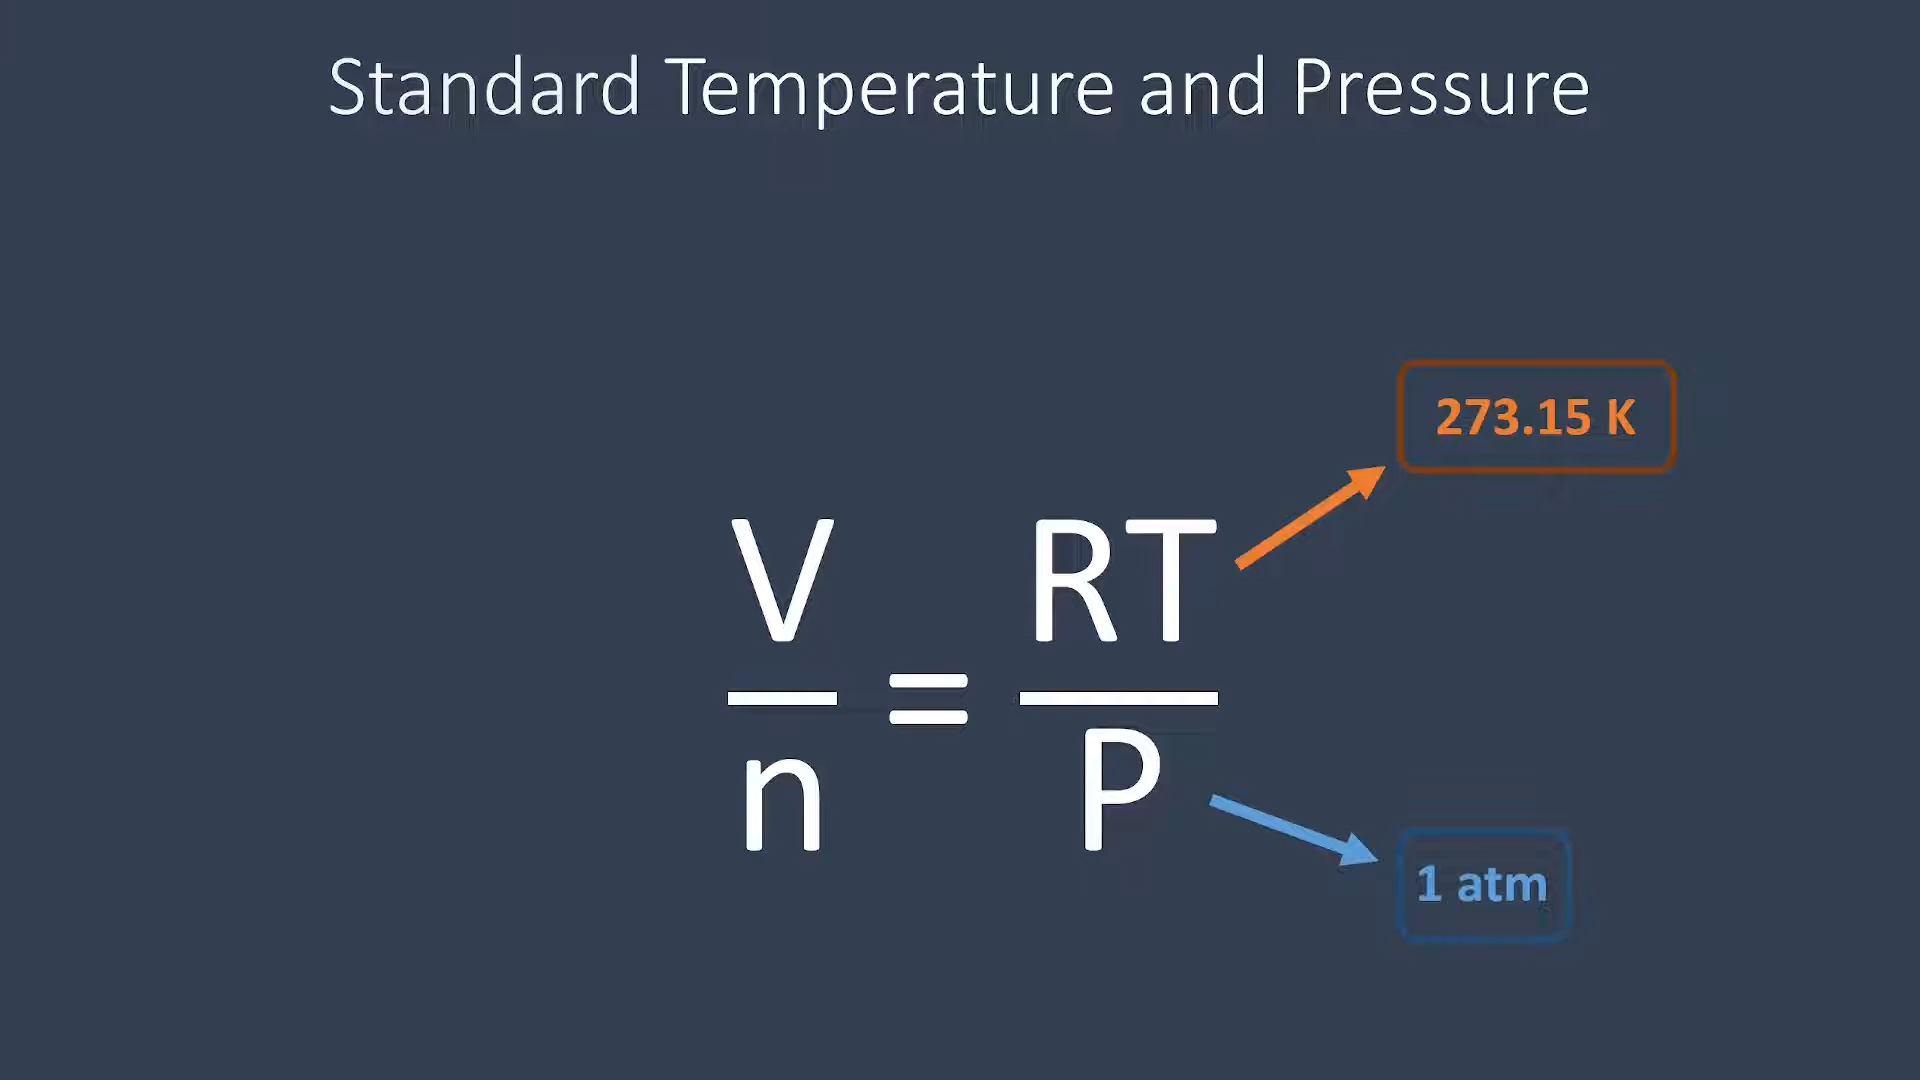 Standard Temperature and Pressure
273.15 K
V/n = RT/P
1 atm